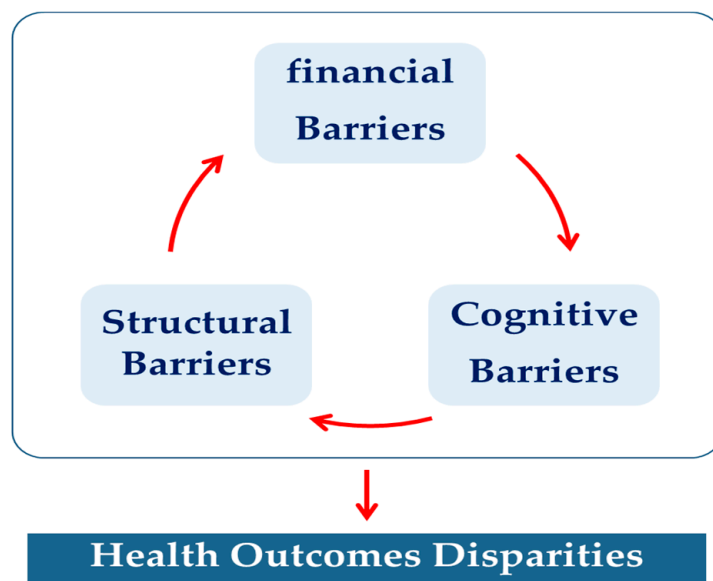 financial
Barriers
Structural
Barriers
Cognitive
Barriers
Health Outcomes Disparities